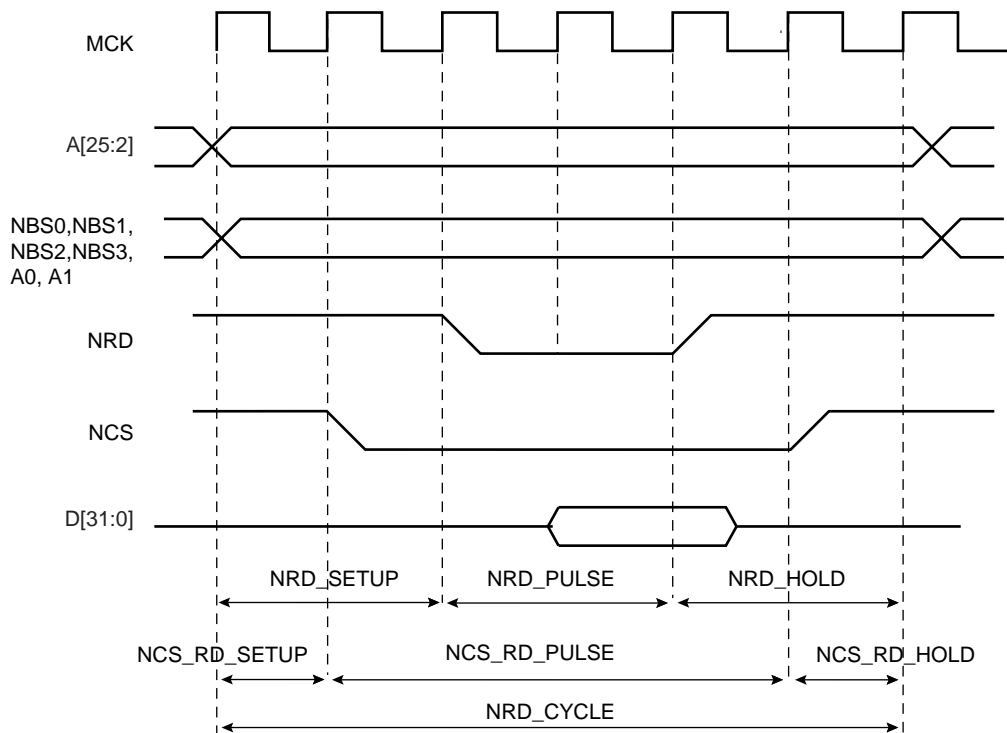 MCK
A[25:2]
NBS0,NBS1,
NBS2,NBS3,
A0, A1
NRD
NCS
D[31:0]
NRD_SETUP NRD_PULSE NRD_HOLD
NCS_RD_SETUP NCS_RD_PULSE NCS_RD_HOLD
NRD_CYCLE